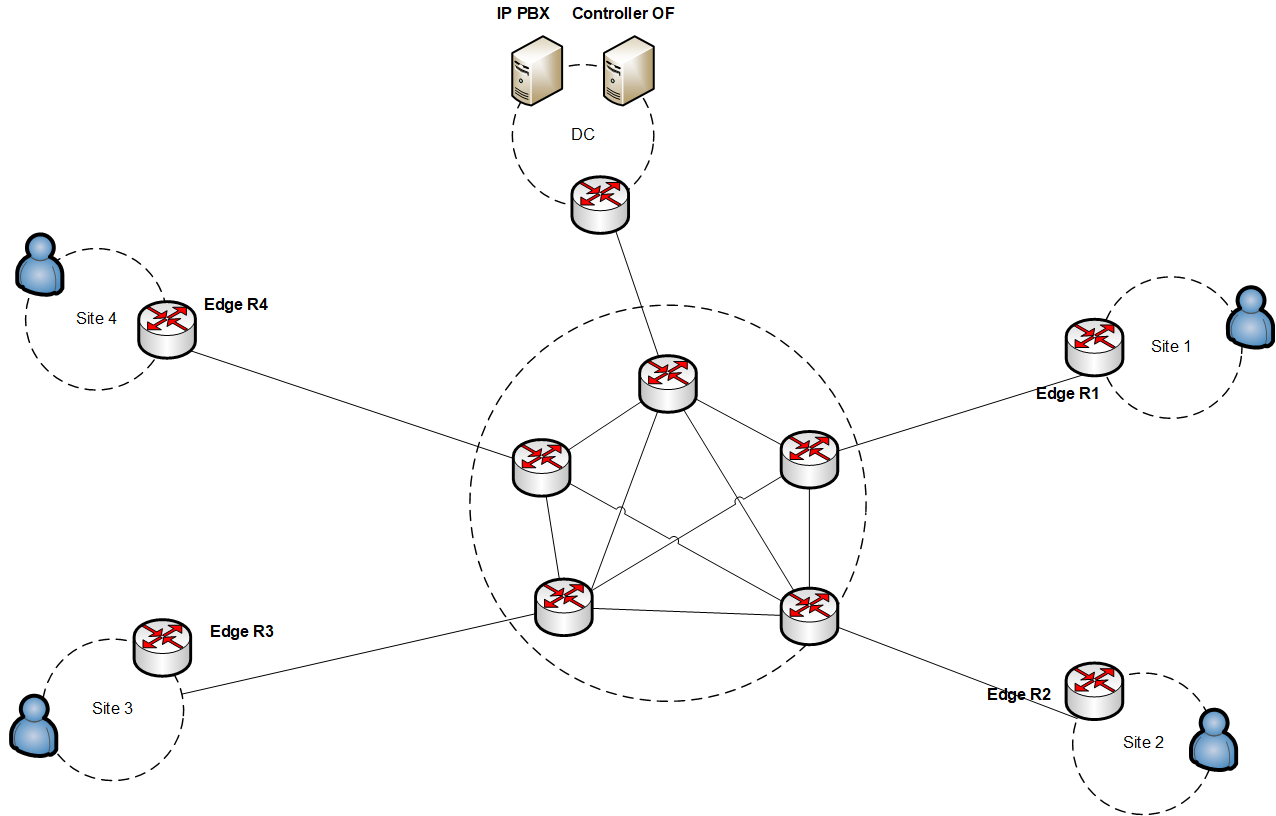 IP PBX
Controller OF
DC
Edge R4
Site 4
Site 1
Edge R1
Edge R3
Site 3
Edge R2
Site 2